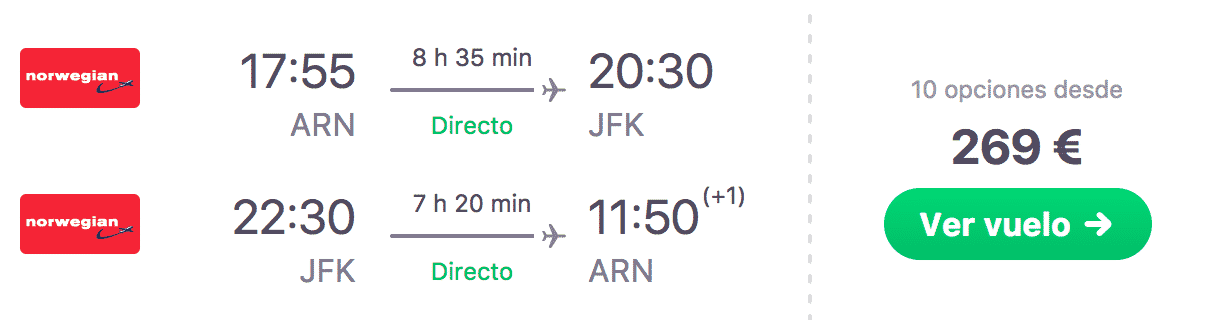 norwegian
17:55
8 h 35 min
20:30
ARN
Directo
JFK
norwegian
22:30
7 h 20 min
11:50 (+1)
JFK
Directo
ARN
10 opciones desde
269 €
Ver vuelo →